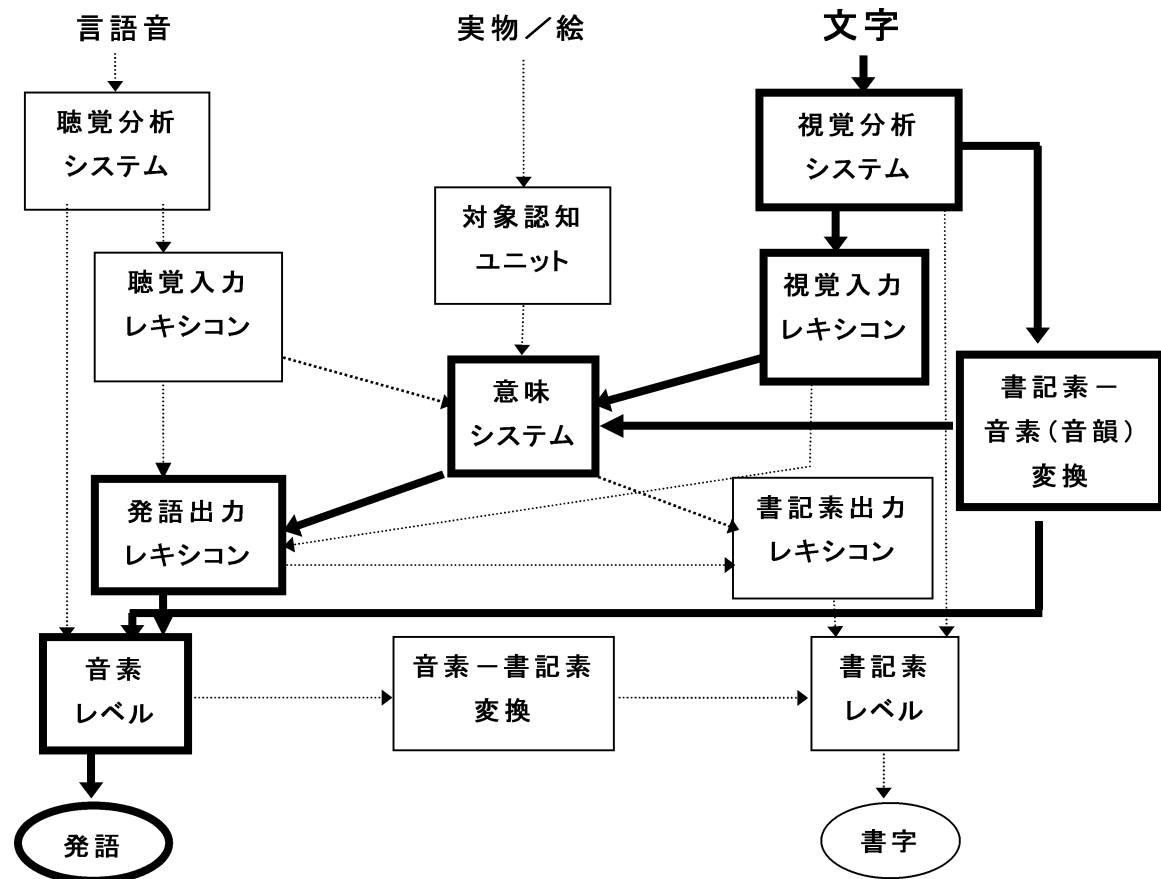 言語音
実物／絵
文字
聴覚分析
システム
視覚分析
システム
対象認知
ユニット
聴覚入力
レキシコン
視覚入力
レキシコン
意味
システム
書記素－
音素(音韻)
変換
発語出力
レキシコン
書記素出力
レキシコン
音素
レベル
音素－書記素
変換
書記素
レベル
発語
書字